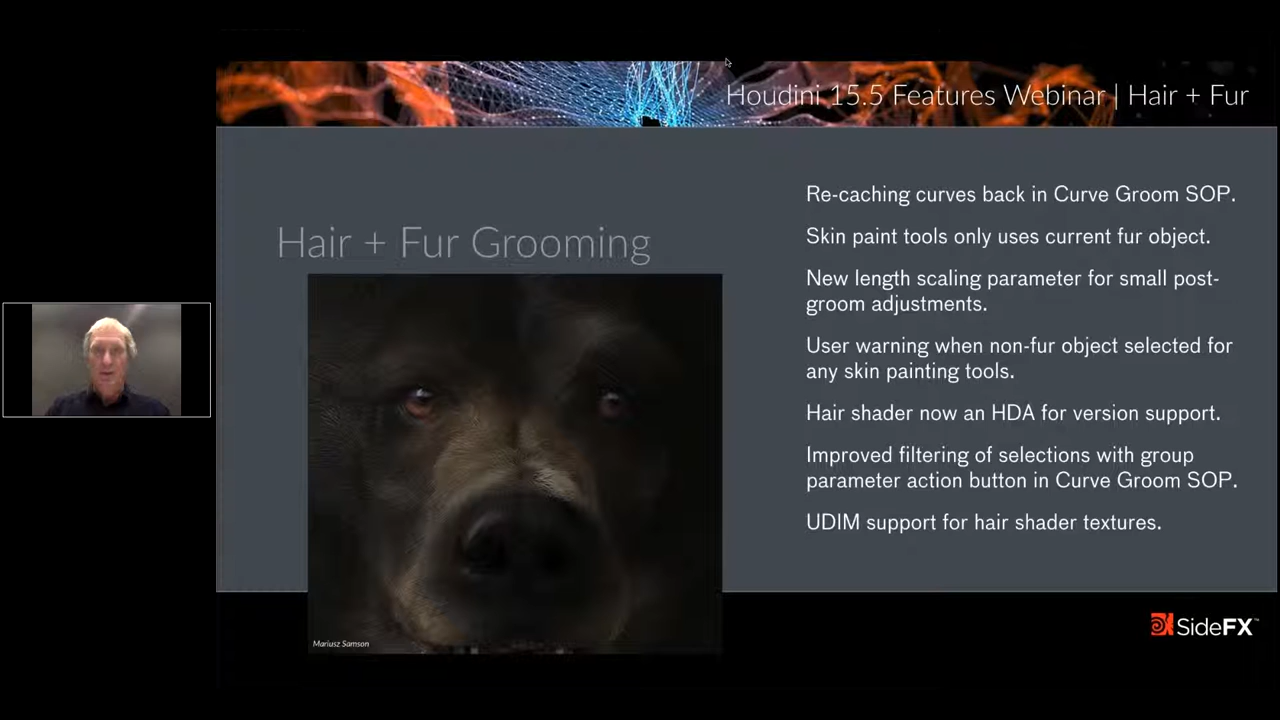 Houdini 15.5 Features Webinar | Hair + Fur
Hair + Fur Grooming
Re-caching curves back in Curve Groom SOP.
Skin paint tools only uses current fur object.
New length scaling parameter for small post-
groom adjustments.
User warning when non-fur object selected for
any skin painting tools.
Hair shader now an HDA for version support.
Improved filtering of selections with group
parameter action button in Curve Groom SOP.
UDIM support for hair shader textures.
Mariusz Samson
SideFX™